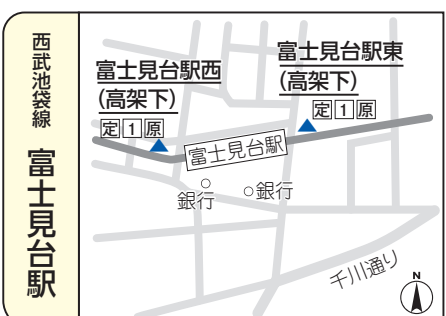 西武池袋線 富士見台駅
富士見台駅西
(高架下)
定 1 原
富士見台駅東
(高架下)
定 1 原
富士見台駅
銀行
銀行
千川通り
N